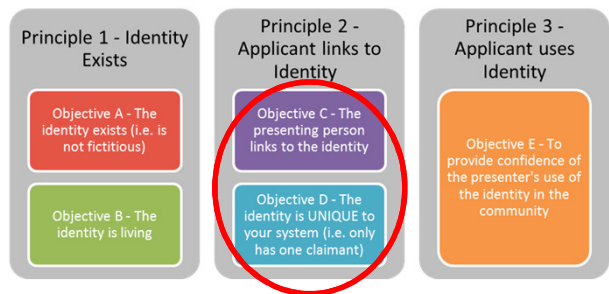 Principle 1 - Identity
Exists
Objective A - The
identity exists (i.e. is
not fictitious)
Objective B - The
identity is living
Principle 2 -
Applicant links to
Identity
Objective C - The
presenting person
links to the identity
Objective D - The
identity is UNIQUE to
your system (i.e. only
has one claimant)
Principle 3 -
Applicant uses
Identity
Objective E - To
provide confidence of
the presenter's use of
the identity in the
community